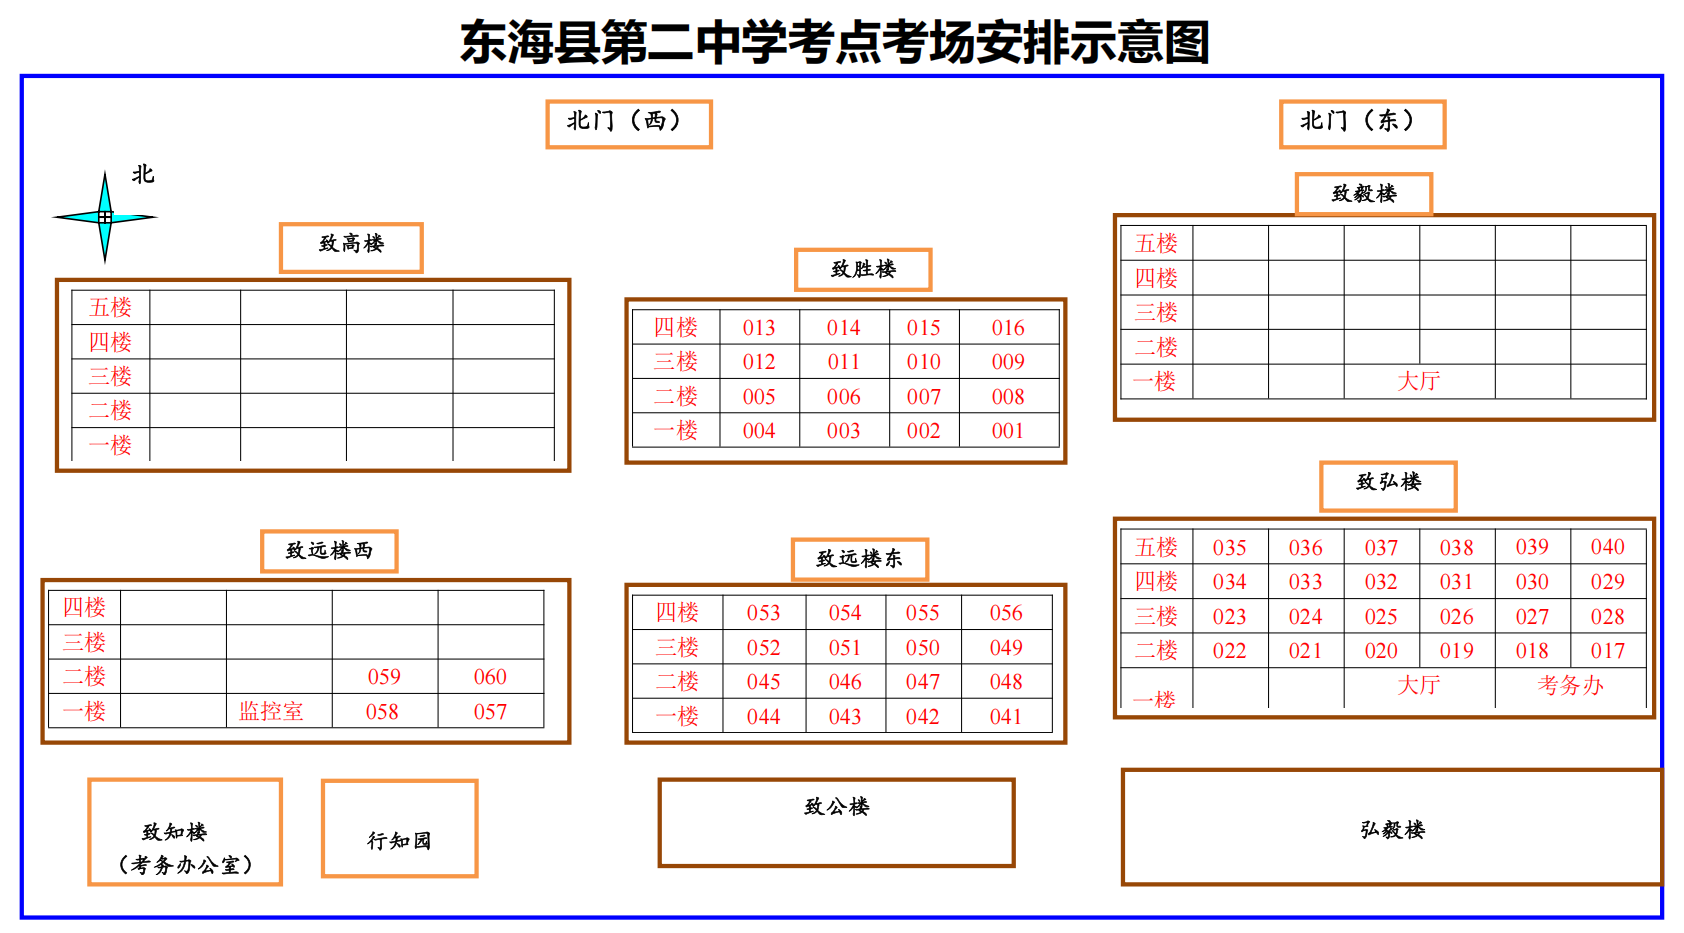 东海县第二中学考点考场安排示意图
北门（西）
北门（东）
北
致高楼
五楼
四楼
三楼
二楼
一楼
致胜楼
四楼 013 014 015 016
三楼 012 011 010 009
二楼 005 006 007 008
一楼 004 003 002 001
致毅楼
五楼
四楼
三楼
二楼
一楼 大厅
致远楼西
四楼
三楼
二楼 059 060
一楼 监控室 058 057
致远楼东
四楼 053 054 055 056
三楼 052 051 050 049
二楼 045 046 047 048
一楼 044 043 042 041
致弘楼
五楼 035 036 037 038 039 040
四楼 034 033 032 031 030 029
三楼 023 024 025 026 027 028
二楼 022 021 020 019 018 017
一楼 大厅 考务办
致知楼
（考务办公室）
行知园
致公楼
弘毅楼